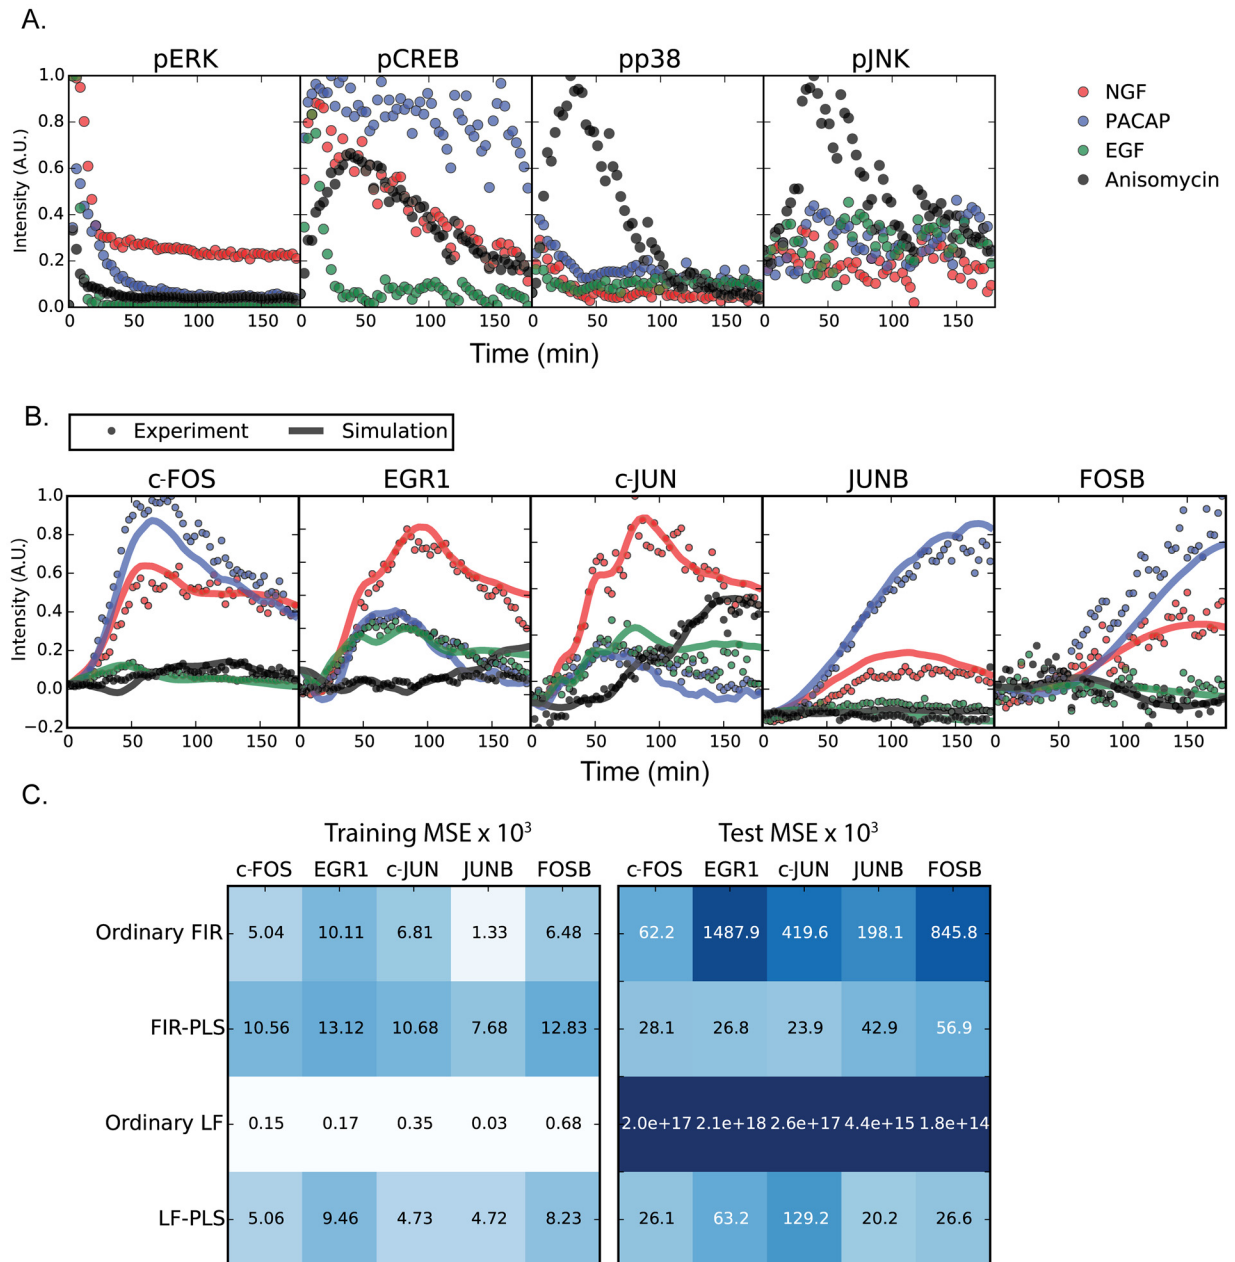 A.
pERK pCREB pp38 pJNK
Intensity (A.U.)
1.0
0.8
0.6
0.4
0.2
0.0
0 50 100 150 0 50 100 150 0 50 100 150 0 50 100 150
Time (min)
NGF
PACAP
EGF
Anisomycin
B.
Experiment Simulation
c-FOS EGR1 c-JUN JUNB FOSB
Intensity (A.U.)
1.0
0.8
0.6
0.4
0.2
0.0
−0.2
0 50 100 150 0 50 100 150 0 50 100 150 0 50 100 150 0 50 100 150
Time (min)
C.
Training MSE x 10³ Test MSE x 10³
c-FOS EGR1 c-JUN JUNB FOSB c-FOS EGR1 c-JUN JUNB FOSB
Ordinary FIR 5.04 10.11 6.81 1.33 6.48 62.2 1487.9 419.6 198.1 845.8
FIR-PLS 10.56 13.12 10.68 7.68 12.83 28.1 26.8 23.9 42.9 56.9
Ordinary LF 0.15 0.17 0.35 0.03 0.68 2.0e+17 2.1e+18 2.6e+17 4.4e+15 1.8e+14
LF-PLS 5.06 9.46 4.73 4.72 8.23 26.1 63.2 129.2 20.2 26.6